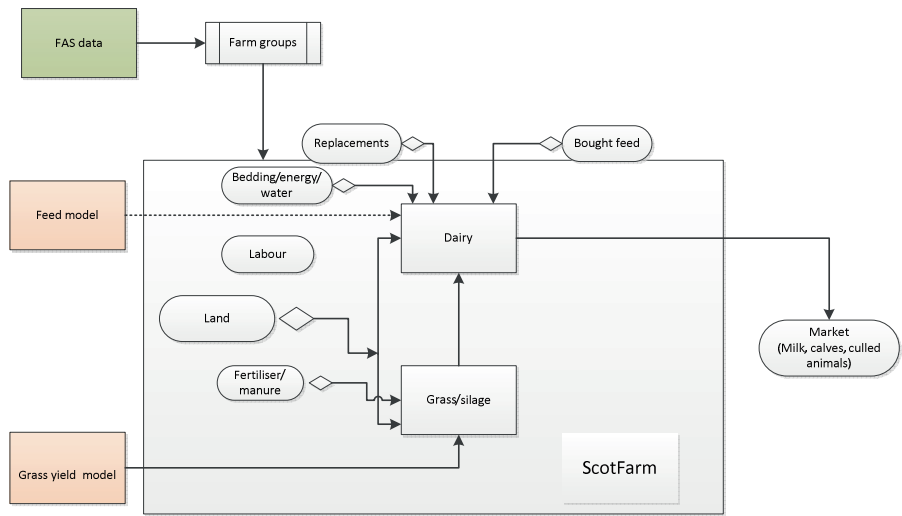 FAS data
Farm groups
Replacements
Bought feed
Bedding/energy/
water
Feed model
Dairy
Labour
Land
Market
(Milk, calves, culled
animals)
Fertiliser/
manure
Grass/silage
Grass yield  model
ScotFarm